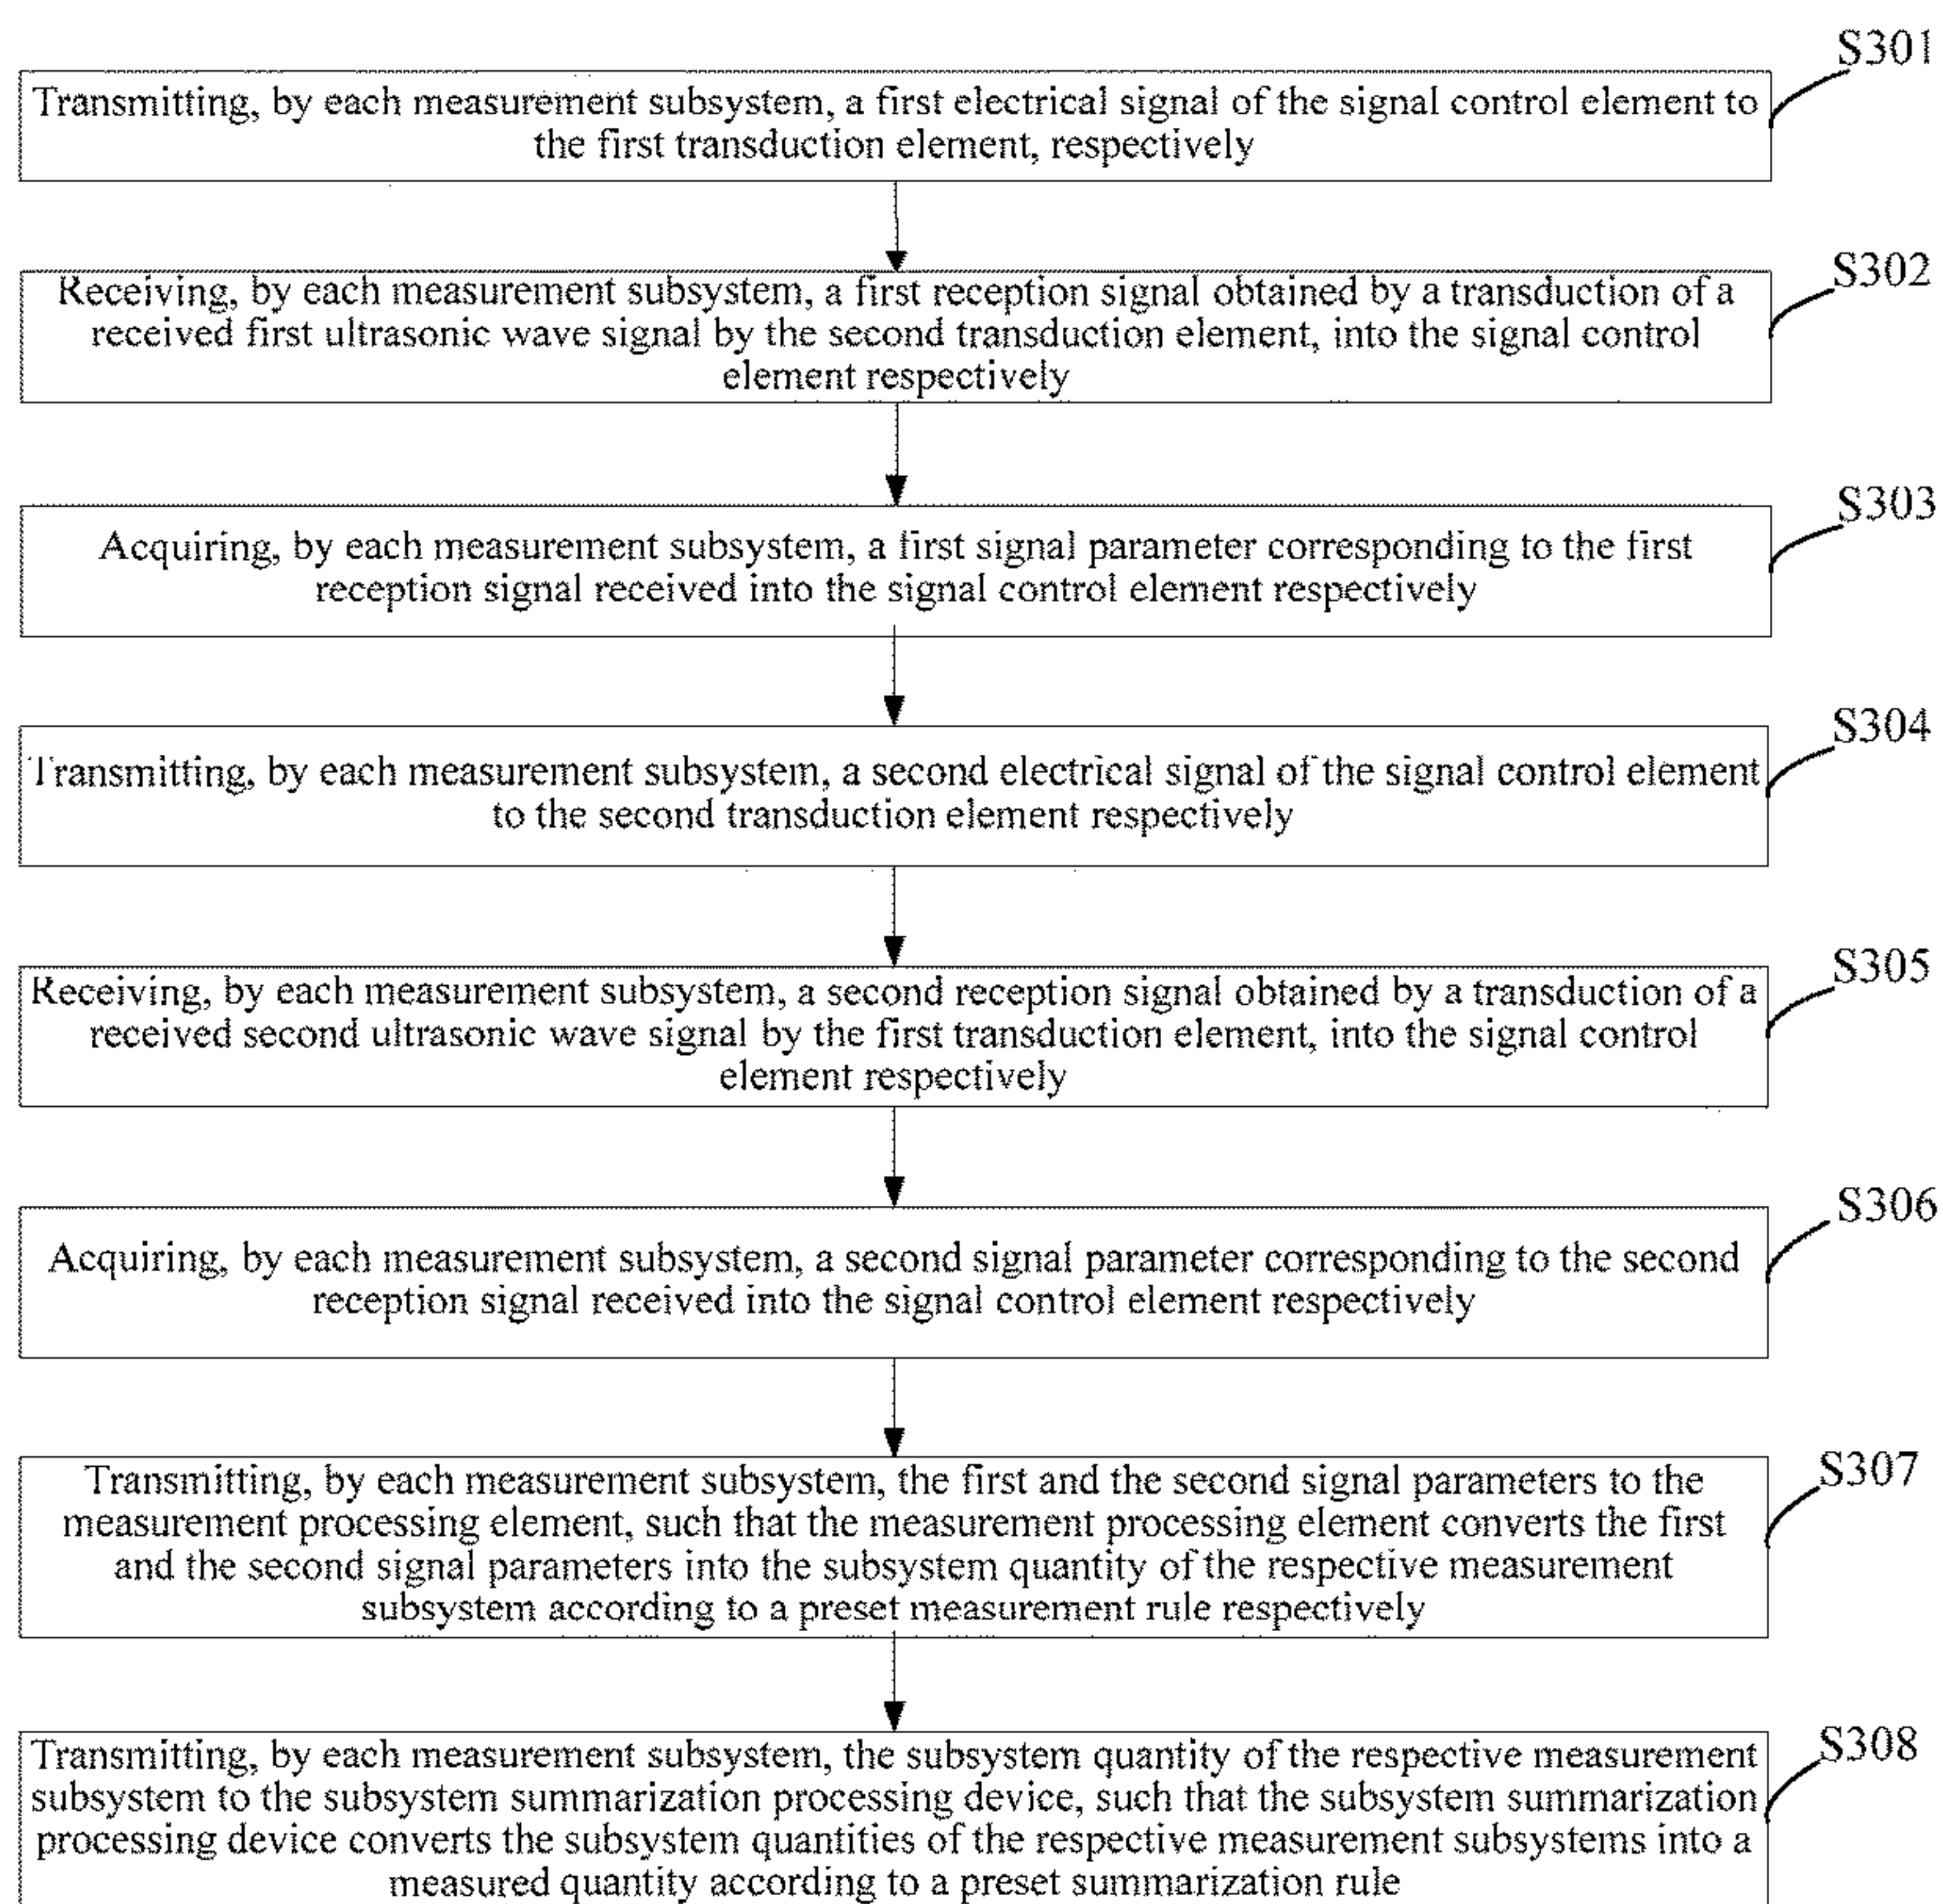 S301
Transmitting, by each measurement subsystem, a first electrical signal of the signal control element to
the first transduction element, respectively
S302
Receiving, by each measurement subsystem, a first reception signal obtained by a transduction of a
received first ultrasonic wave signal by the second transduction element, into the signal control
element respectively
S303
Acquiring, by each measurement subsystem, a first signal parameter corresponding to the first
reception signal received into the signal control element respectively
S304
Transmitting, by each measurement subsystem, a second electrical signal of the signal control element
to the second transduction element respectively
S305
Receiving, by each measurement subsystem, a second reception signal obtained by a transduction of a
received second ultrasonic wave signal by the first transduction element, into the signal control
element respectively
S306
Acquiring, by each measurement subsystem, a second signal parameter corresponding to the second
reception signal received into the signal control element respectively
S307
Transmitting, by each measurement subsystem, the first and the second signal parameters to the
measurement processing element, such that the measurement processing element converts the first
and the second signal parameters into the subsystem quantity of the respective measurement
subsystem according to a preset measurement rule respectively
S308
Transmitting, by each measurement subsystem, the subsystem quantity of the respective measurement
subsystem to the subsystem summarization processing device, such that the subsystem summarization
processing device converts the subsystem quantities of the respective measurement subsystems into a
measured quantity according to a preset summarization rule